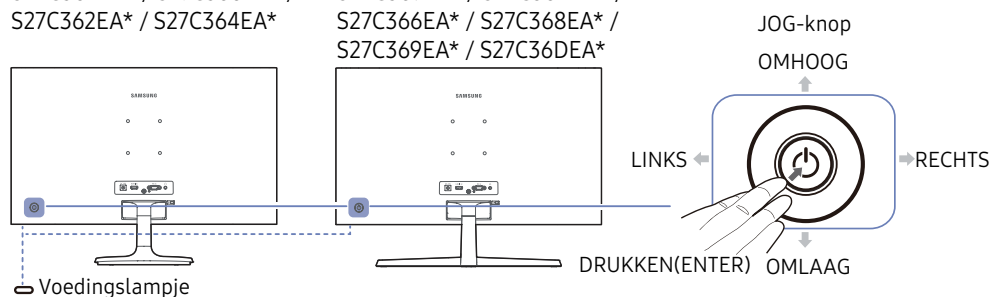 S27C362EA* / S27C364EA*
S27C366EA* / S27C368EA* /
S27C369EA* / S27C36DEA*
JOG-knop
OMHOOG
SAMSUNG
SAMSUNG
LINKS
RECHTS
DRUKKEN(ENTER)
OMLAAG
Voedingslampje